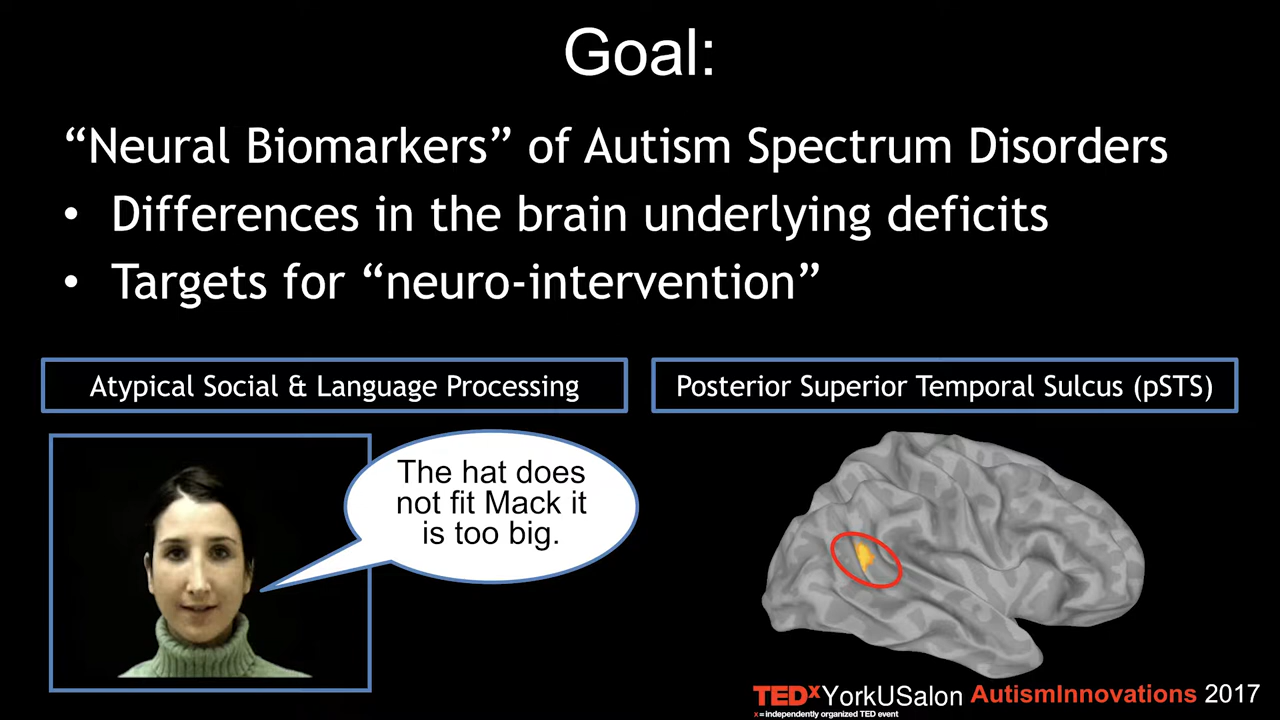 Goal:
“Neural Biomarkers” of Autism Spectrum Disorders
• Differences in the brain underlying deficits
• Targets for “neuro-intervention”
Atypical Social & Language Processing
Posterior Superior Temporal Sulcus (pSTS)
The hat does
not fit Mack it
is too big.
TEDxYorkUSalon AutismInnovations 2017
x = independently organized TED event